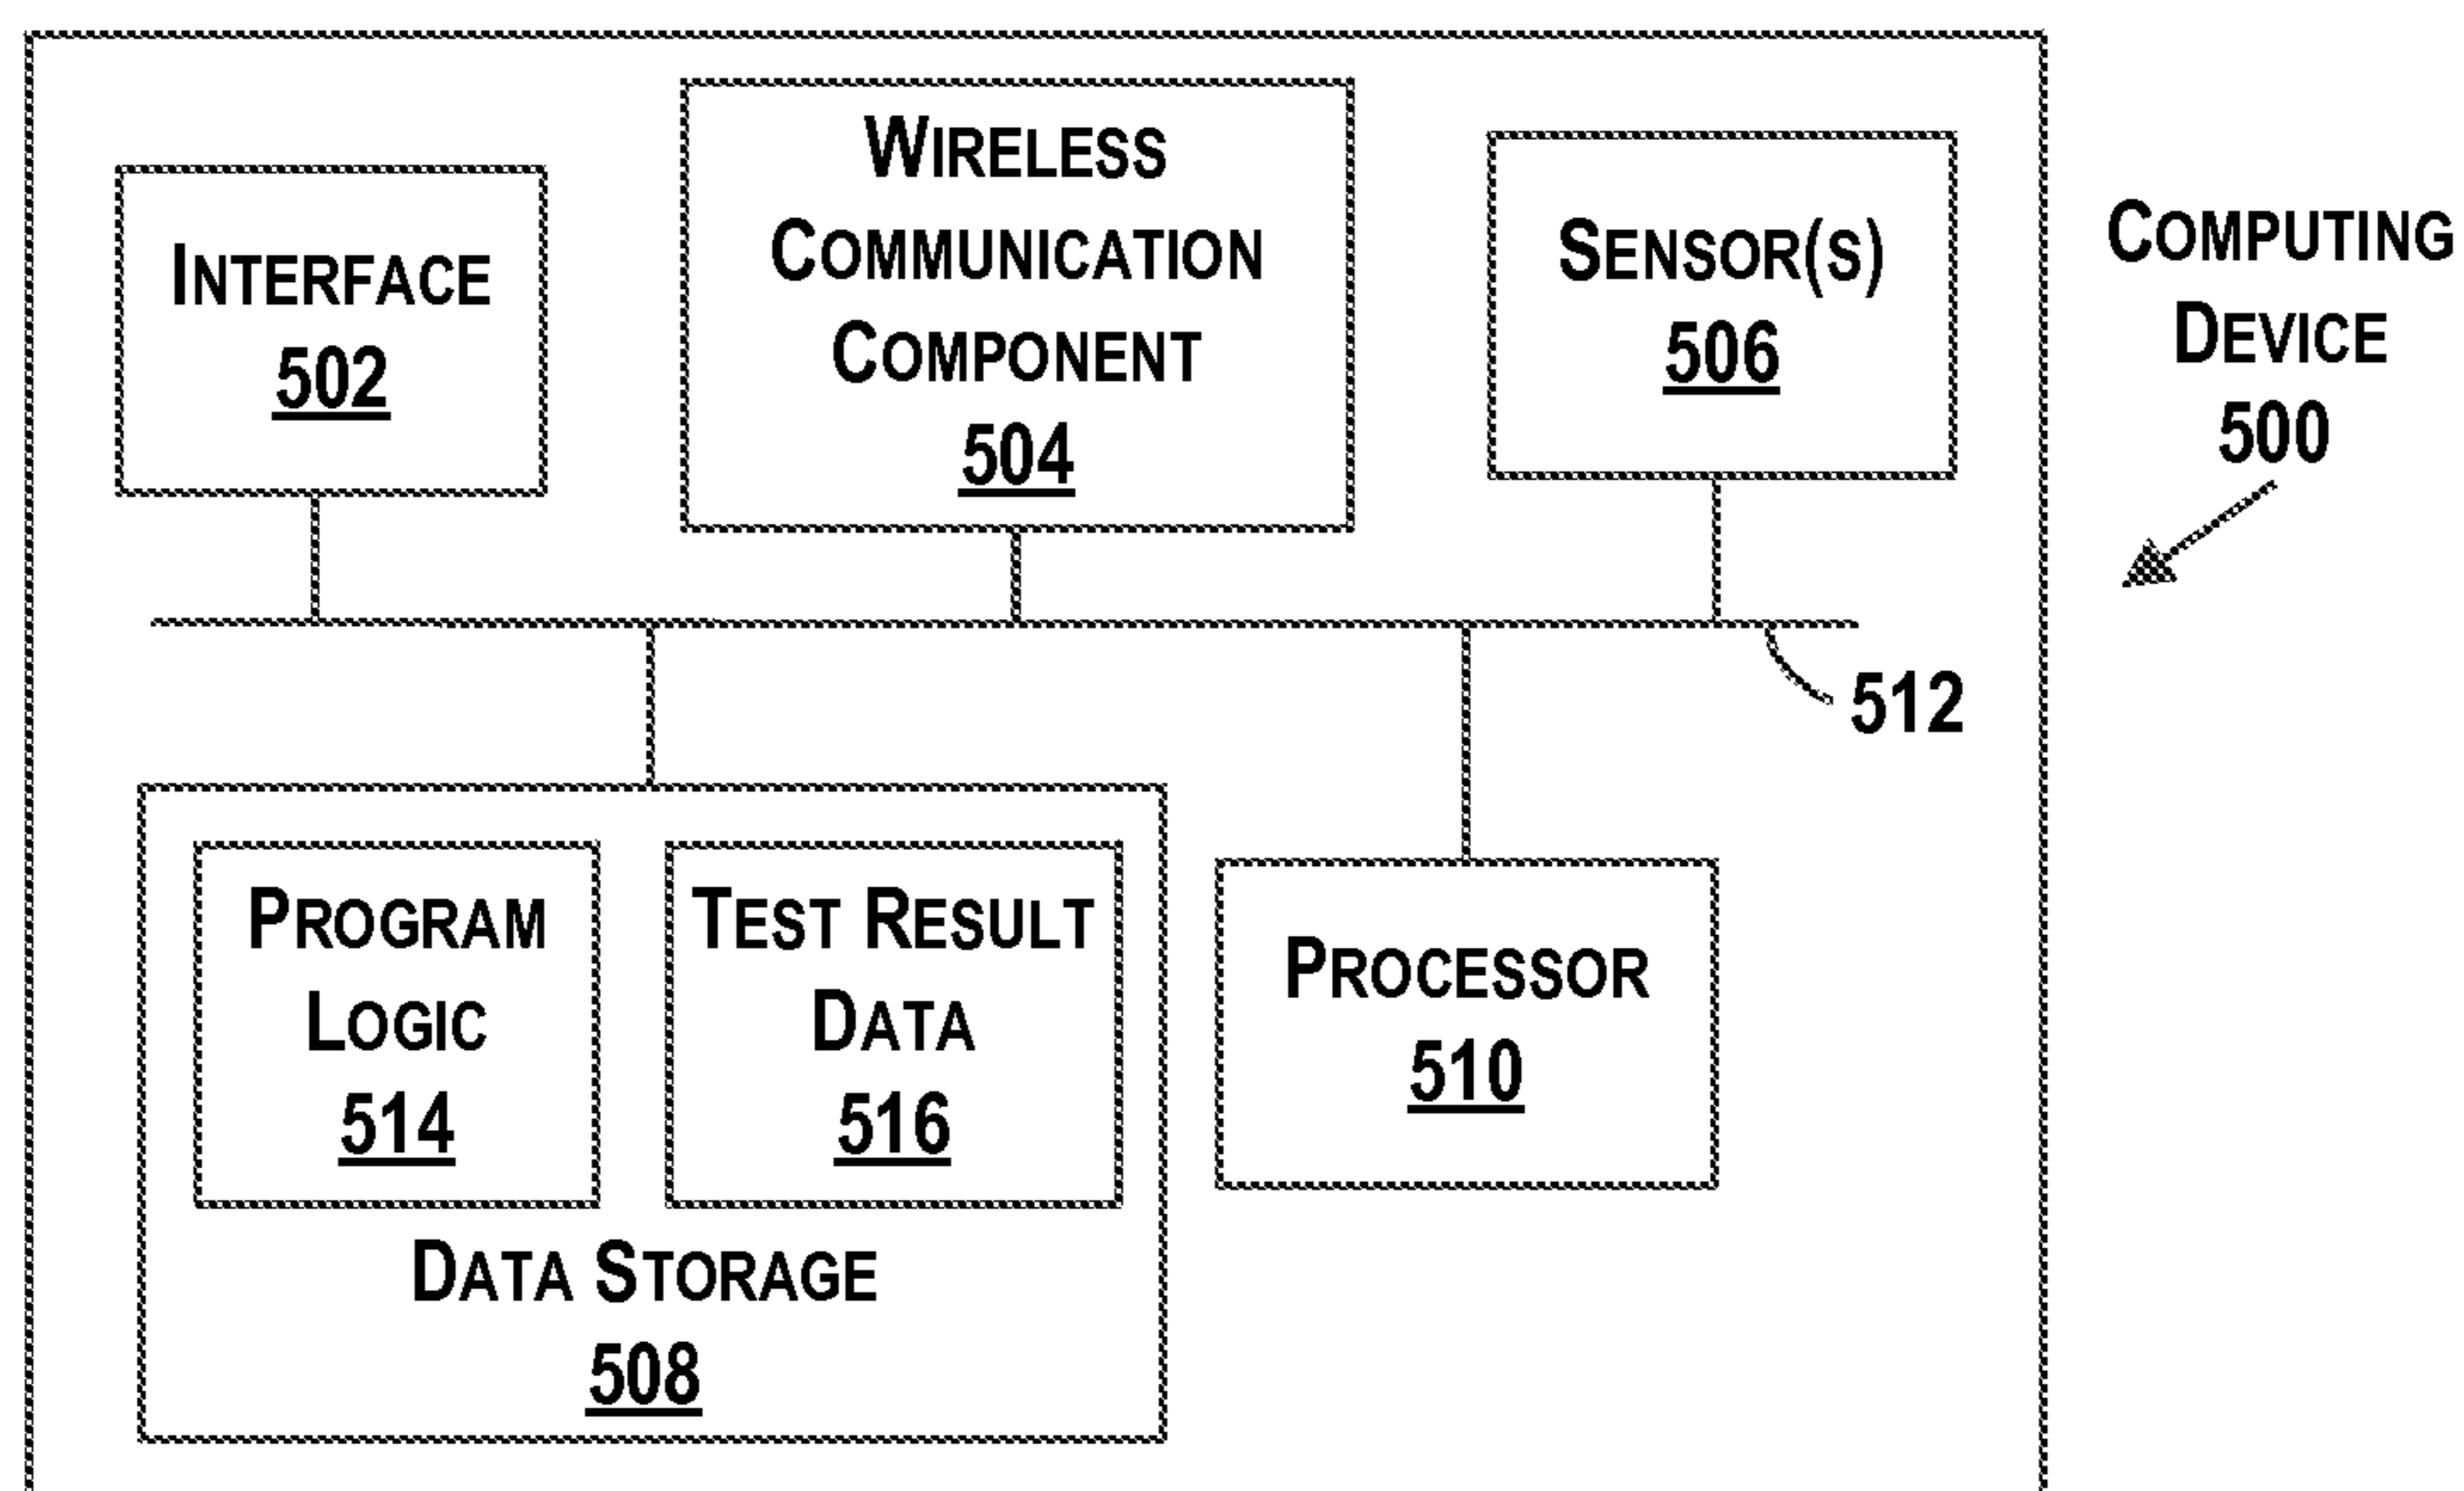 INTERFACE
502
WIRELESS
COMMUNICATION
COMPONENT
504
SENSOR(S)
506
COMPUTING
DEVICE
500
512
PROGRAM
LOGIC
514
TEST RESULT
DATA
516
DATA STORAGE
508
PROCESSOR
510